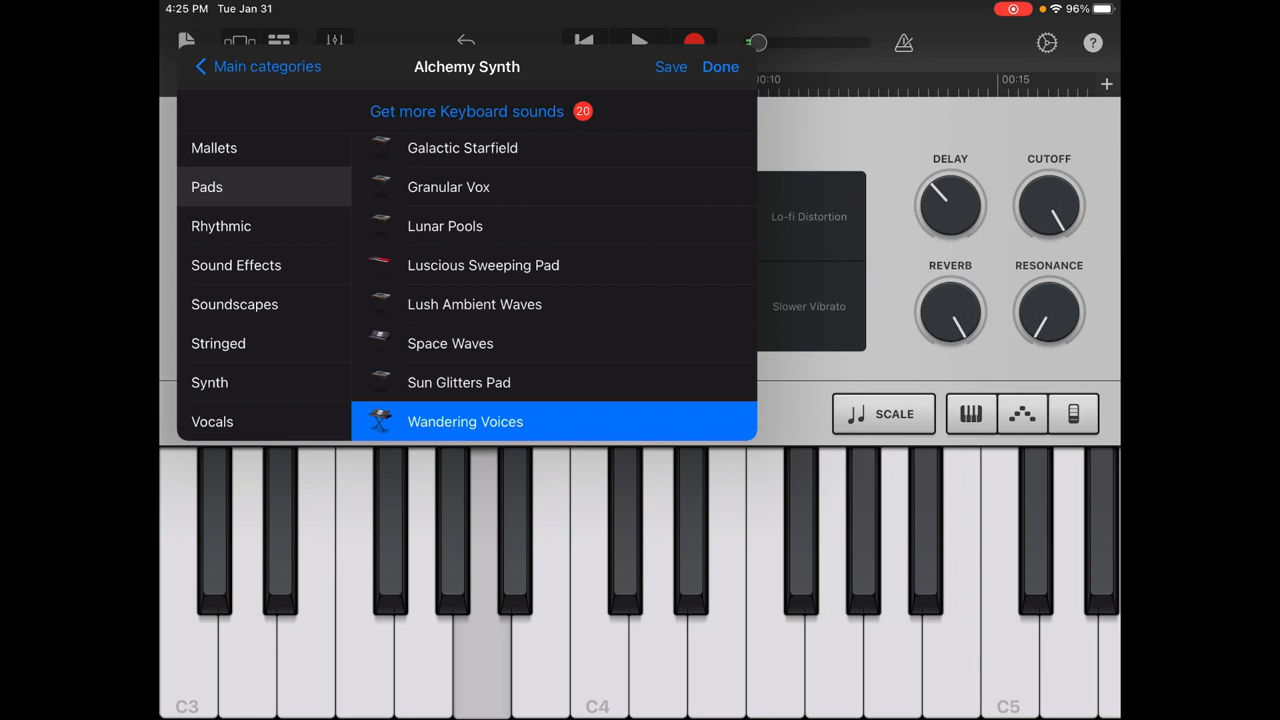 4:25 PM Tue Jan 31
96%
?
Main categories
Alchemy Synth
Save
Done
00:10
00:15
+
Get more Keyboard sounds 20
Mallets
Pads
Rhythmic
Sound Effects
Soundscapes
Stringed
Synth
Vocals
Galactic Starfield
Granular Vox
Lunar Pools
Luscious Sweeping Pad
Lush Ambient Waves
Space Waves
Sun Glitters Pad
Wandering Voices
Lo-fi Distortion
Slower Vibrato
DELAY
CUTOFF
REVERB
RESONANCE
SCALE
C3
C4
C5